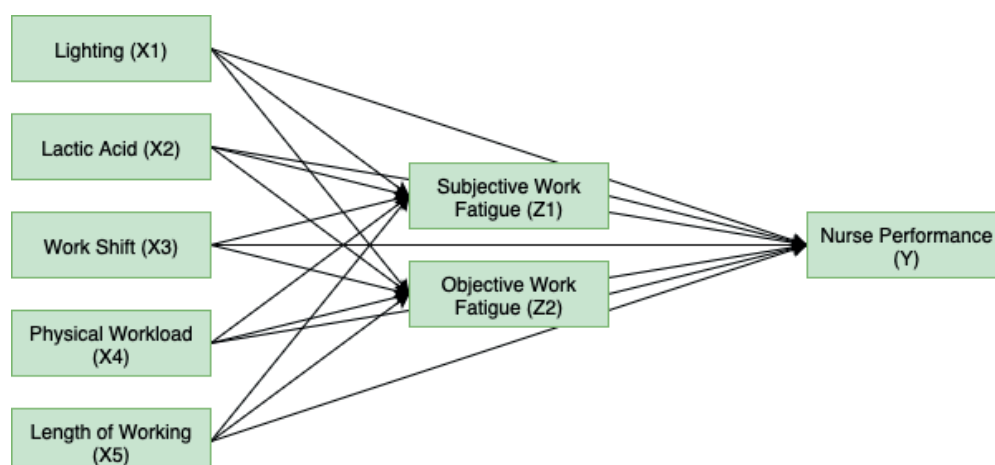 Lighting (X1)
Lactic Acid (X2)
Work Shift (X3)
Physical Workload
(X4)
Length of Working
(X5)
Subjective Work
Fatigue (Z1)
Objective Work
Fatigue (Z2)
Nurse Performance
(Y)